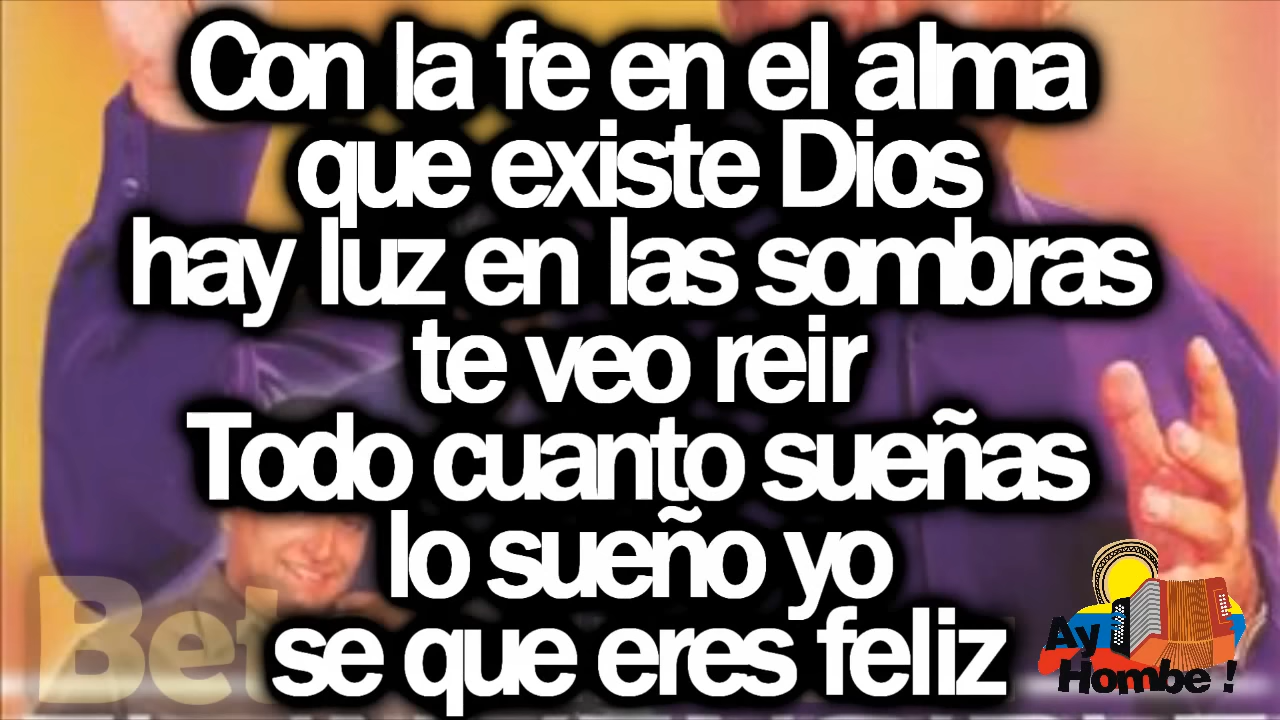 Con la fe en el alma
que existe Dios
hay luz en las sombras
te veo reir
Todo cuanto sueñas
lo sueño yo
se que eres feliz
Ay
Hombe !